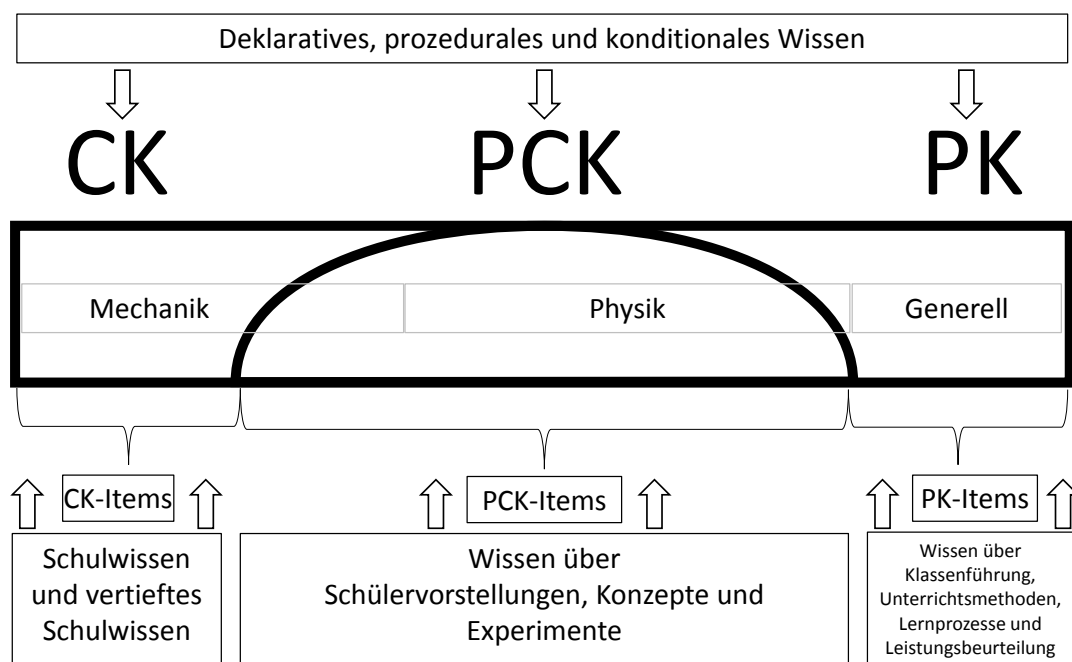 Deklaratives, prozedurales und konditionales Wissen
CK
PCK
PK
Mechanik
Physik
Generell
CK-Items
PCK-Items
PK-Items
Schulwissen
und vertieftes
Schulwissen
Wissen über
Schülervorstellungen, Konzepte und
Experimente
Wissen über
Klassenführung,
Unterrichtsmethoden,
Lernprozesse und
Leistungsbeurteilung